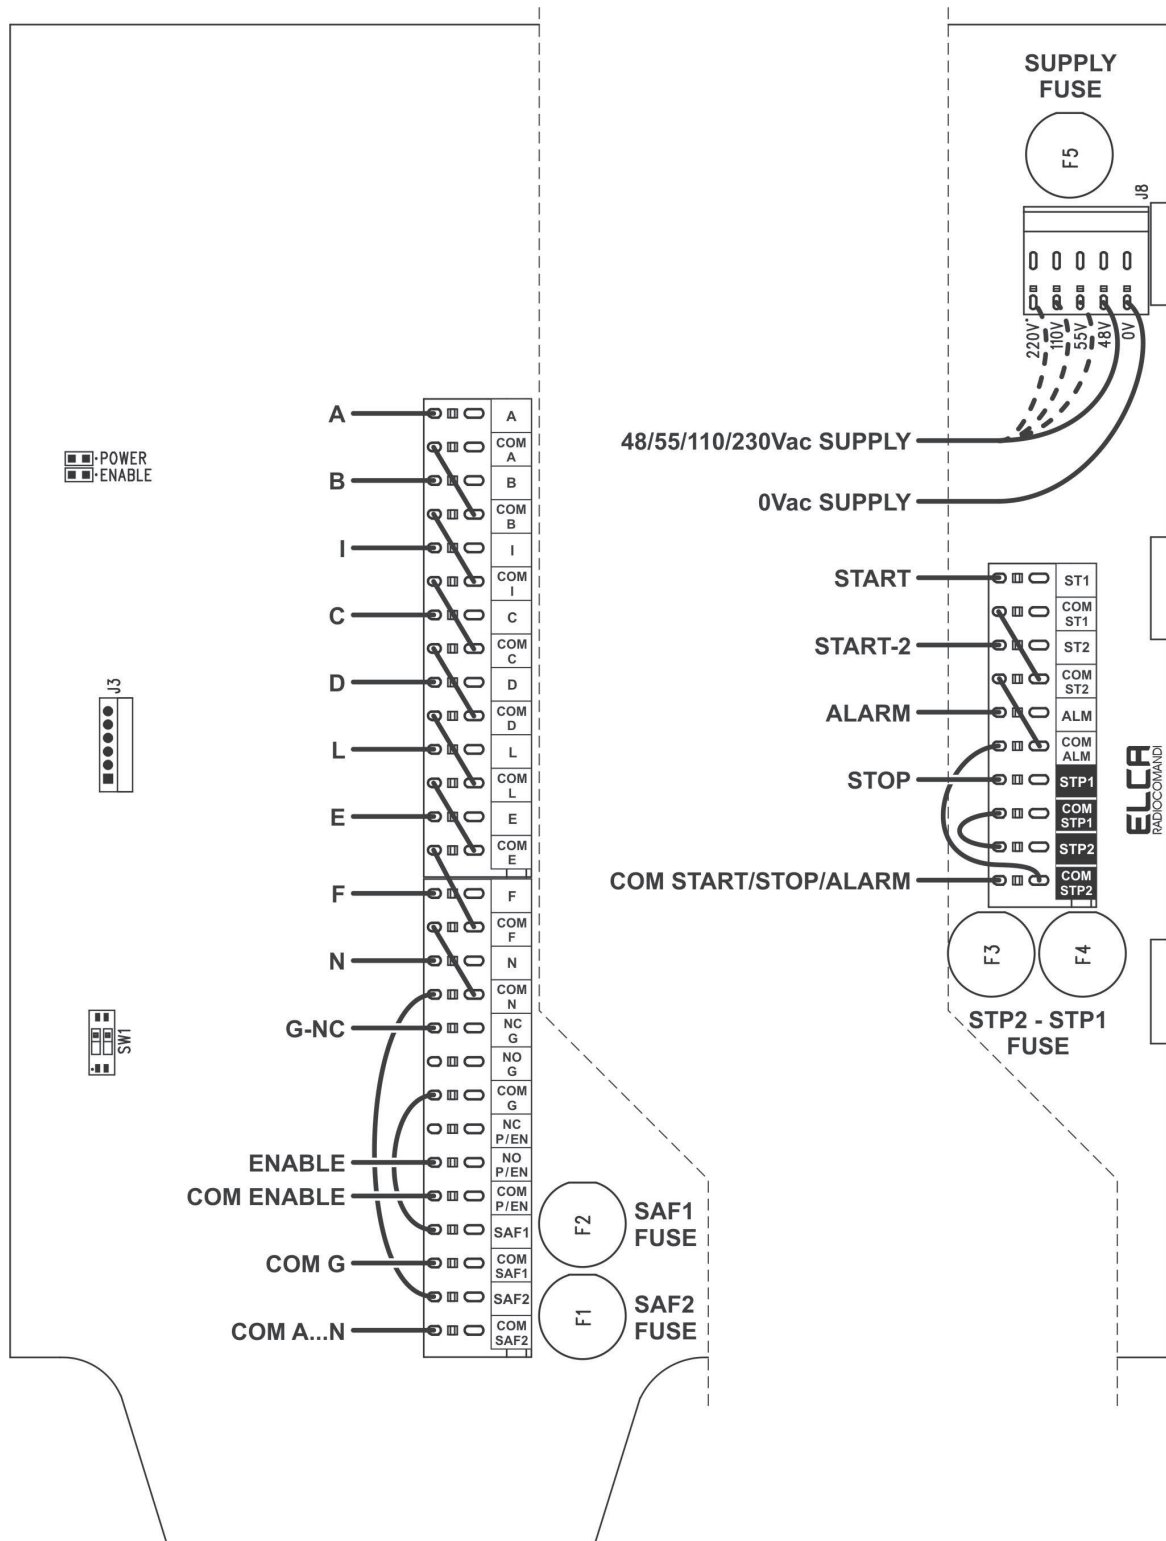 SUPPLY
FUSE
F5
J8
220V*
110V
55V
48V
0V
48/55/110/230Vac SUPPLY
0Vac SUPPLY
POWER
ENABLE
J3
SW1
A
A
COM
A
B
B
COM
B
I
I
COM
I
C
C
COM
C
D
D
COM
D
L
L
COM
L
E
E
COM
E
F
F
COM
F
N
N
COM
N
G-NC
NC
G
NO
G
COM
G
NC
P/EN
ENABLE
NO
P/EN
COM ENABLE
COM
P/EN
SAF1
COM G
COM
SAF1
SAF2
COM A...N
COM
SAF2
F2
SAF1
FUSE
F1
SAF2
FUSE
START
ST1
COM
ST1
START-2
ST2
COM
ST2
ALARM
ALM
COM
ALM
STOP
STP1
COM
STP1
STP2
COM START/STOP/ALARM
COM
STP2
ELCA
RADIOCOMANDI
F3
F4
STP2 - STP1
FUSE